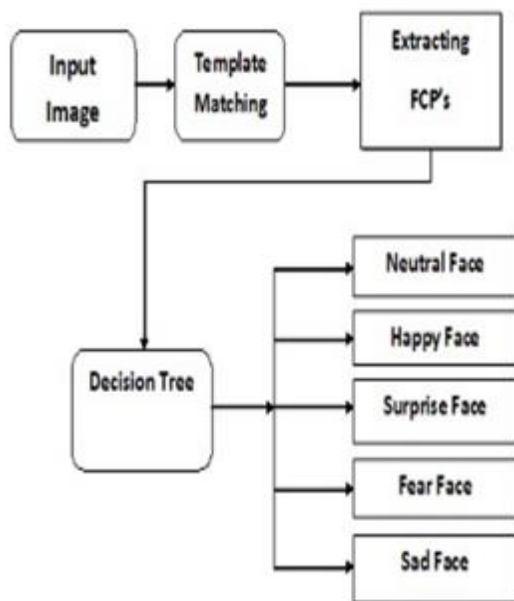 Input
Image
Template
Matching
Extracting
FCP's
Decision Tree
Neutral Face
Happy Face
Surprise Face
Fear Face
Sad Face